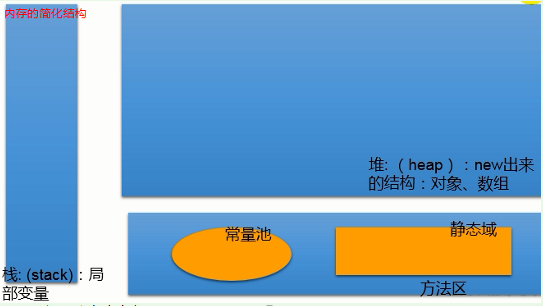 内存的简化结构
堆:（heap）: new出来
的结构：对象、数组
常量池
静态域
栈: (stack)：局
部变量
方法区